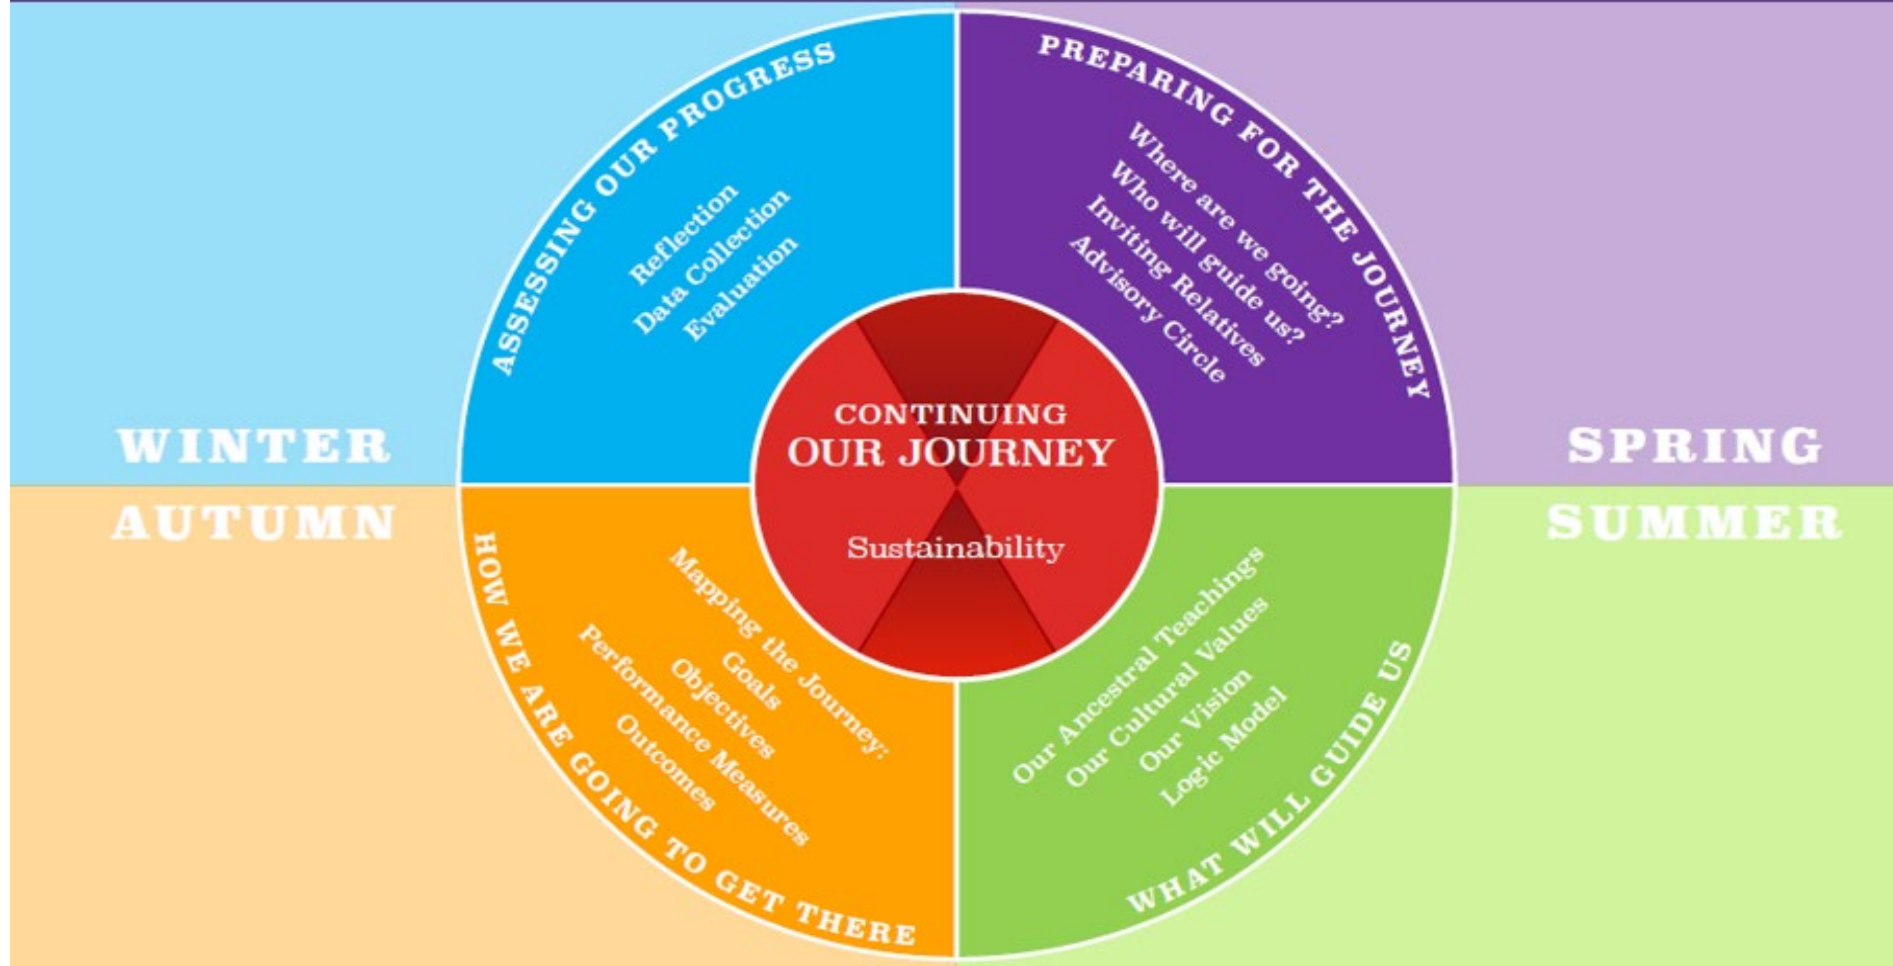 ASSESSING OUR PROGRESS
Reflection
Data Collection
Evaluation
PREPARING FOR THE JOURNEY
Where are we going?
Who will guide us?
Inviting Relatives
Advisory Circle
WINTER
SPRING
CONTINUING
OUR JOURNEY
Sustainability
AUTUMN
SUMMER
HOW WE ARE GOING TO GET THERE
Mapping the Journey:
Goals
Objectives
Performance Measures
Outcomes
WHAT WILL GUIDE US
Our Ancestral Teachings
Our Cultural Values
Our Vision
Logic Model